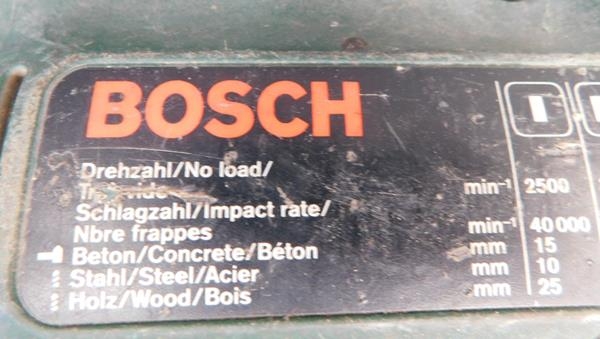 BOSCH
Drehzahl/No load/
min⁻¹ 2500
Schlagzahl/Impact rate/
Nbre frappes min⁻¹ 40 000
Beton/Concrete/Béton mm 15
Stahl/Steel/Acier mm 10
Holz/Wood/Bois mm 25